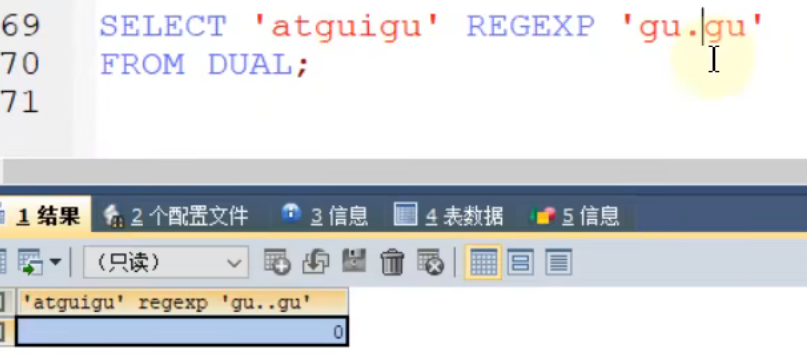 69 SELECT 'atguigu' REGEXP 'gu.gu'
70 FROM DUAL;
71
1 结果 2 个配置文件 3 信息 4 表数据 5 信息
(只读)
'atguigu' regexp 'gu..gu'
0